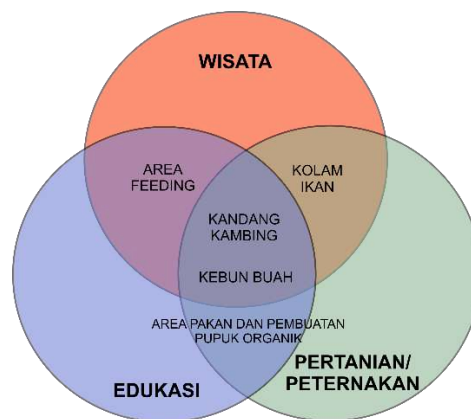 WISATA
AREA
FEEDING
KOLAM
IKAN
KANDANG
KAMBING
KEBUN BUAH
AREA PAKAN DAN PEMBUATAN
PUPUK ORGANIK
EDUKASI
PERTANIAN/
PETERNAKAN